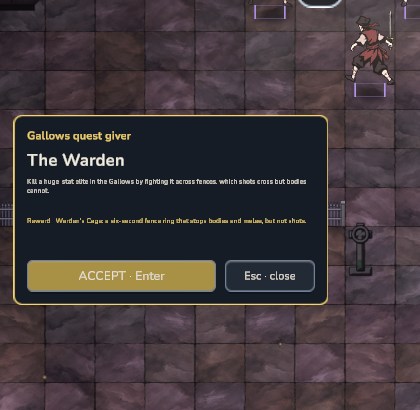 Gallows quest giver
The Warden
Kill a huge stat elite in the Gallows by fighting it across fences, which shots cross but bodies
cannot.
Reward Warden's Cage: a six-second fence ring that stops bodies and melee, but not shots.
ACCEPT · Enter
Esc · close